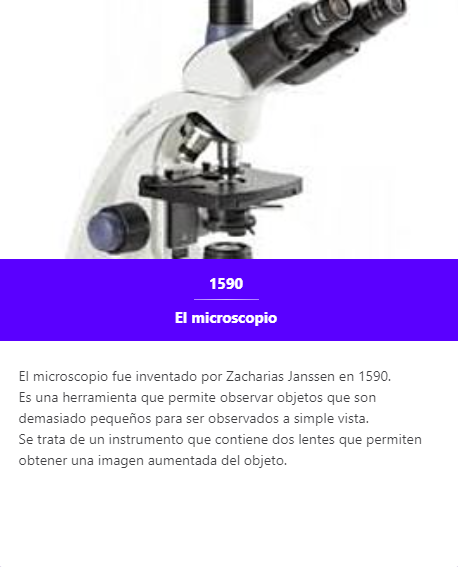 1590
El microscopio
El microscopio fue inventado por Zacharias Janssen en 1590.
Es una herramienta que permite observar objetos que son
demasiado pequeños para ser observados a simple vista.
Se trata de un instrumento que contiene dos lentes que permiten
obtener una imagen aumentada del objeto.